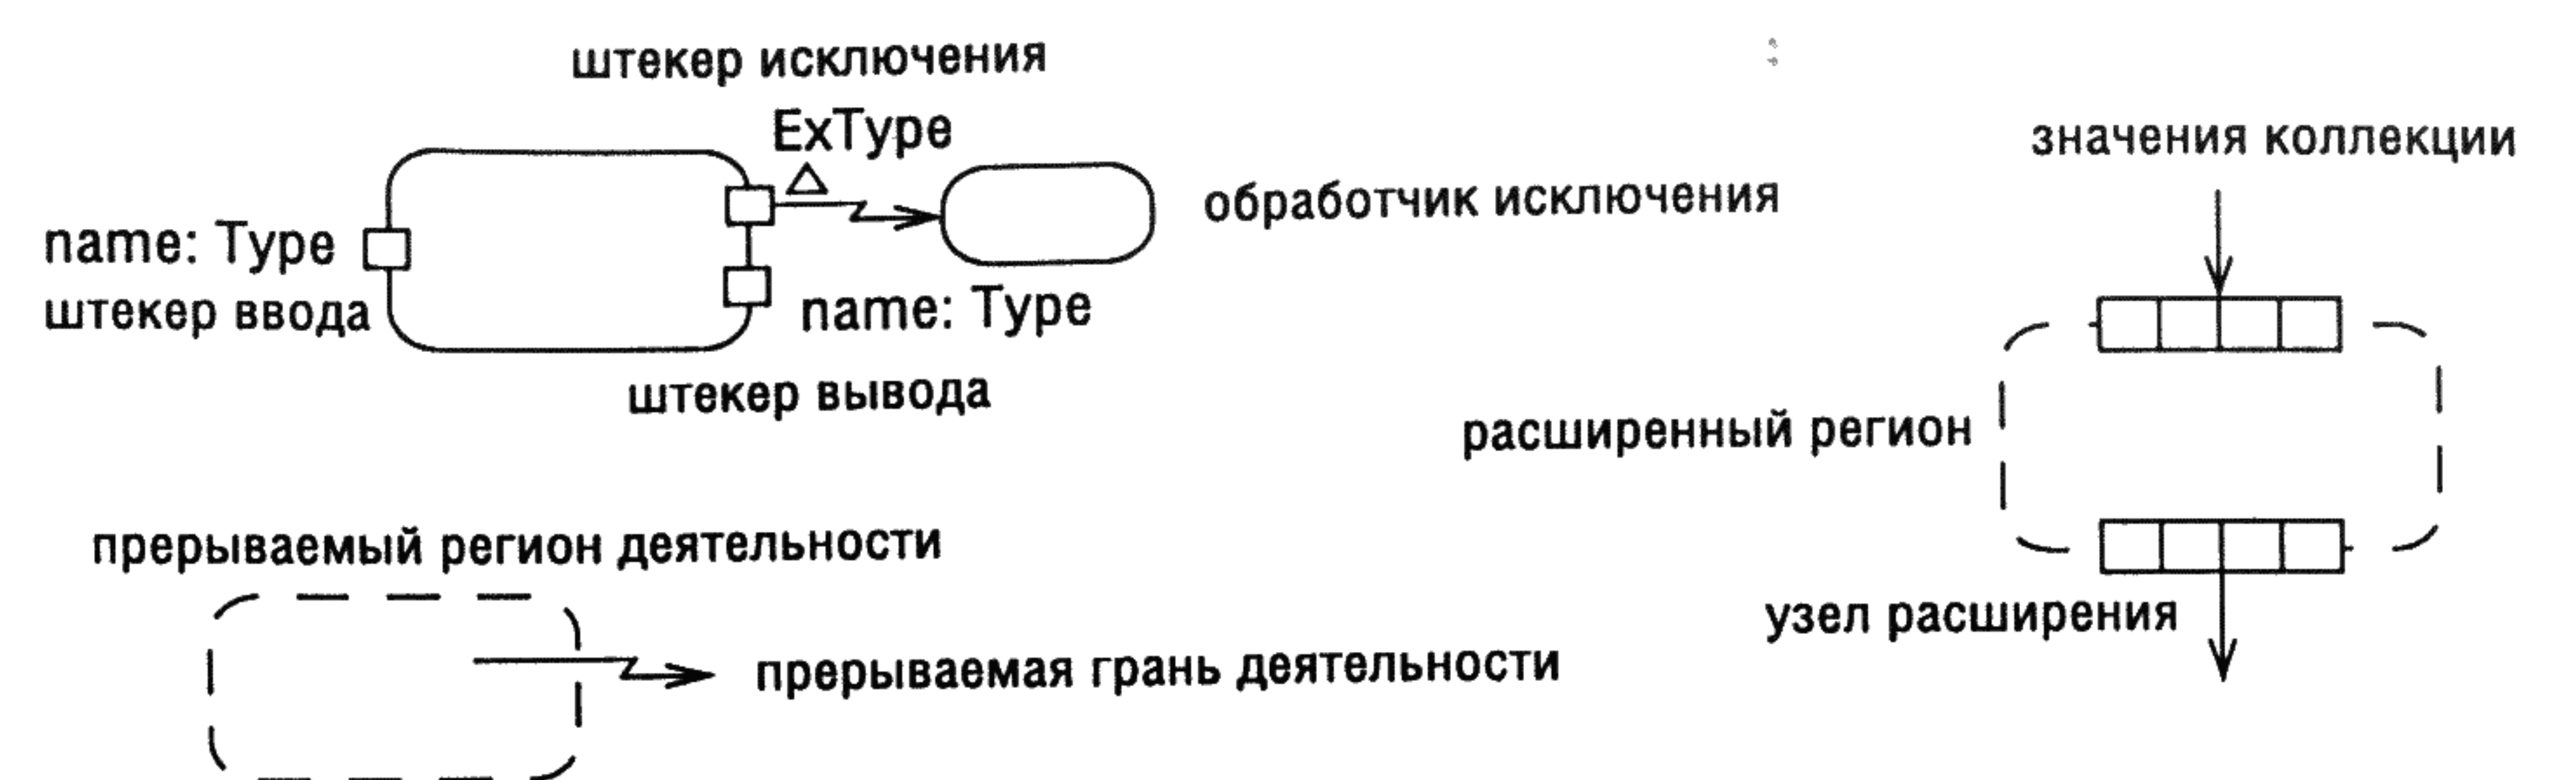 штекер исключения
ExType
обработчик исключения
name: Type
штекер ввода
name: Type
штекер вывода
значения коллекции
расширенный регион
узел расширения
прерываемый регион деятельности
прерываемая грань деятельности